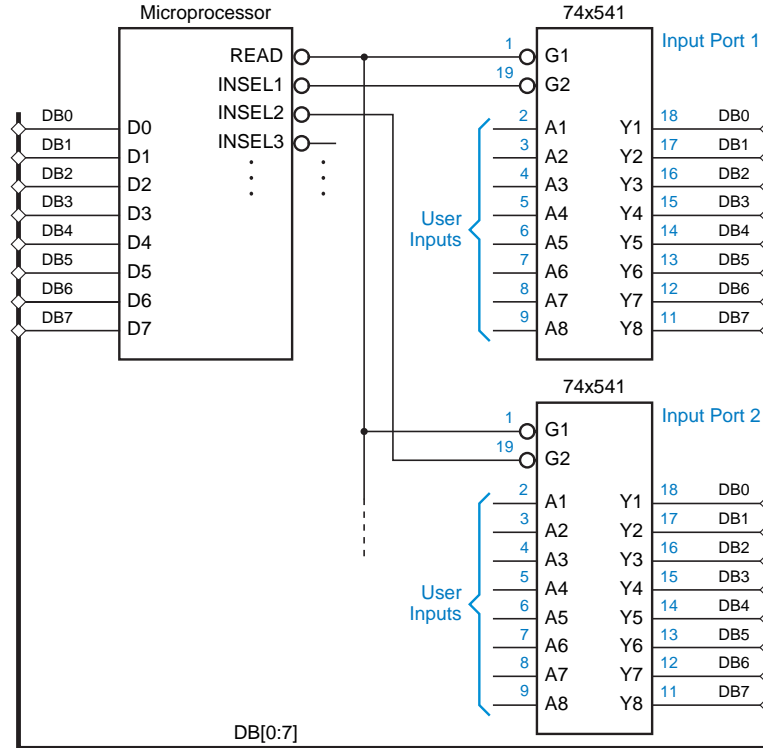 Microprocessor
READ
INSEL1
INSEL2
INSEL3
DB0
DB1
DB2
DB3
DB4
DB5
DB6
DB7
D0
D1
D2
D3
D4
D5
D6
D7
74x541
Input Port 1
1
19
G1
G2
User
Inputs
2
3
4
5
6
7
8
9
A1
A2
A3
A4
A5
A6
A7
A8
Y1
Y2
Y3
Y4
Y5
Y6
Y7
Y8
18
17
16
15
14
13
12
11
DB0
DB1
DB2
DB3
DB4
DB5
DB6
DB7
74x541
Input Port 2
1
19
G1
G2
User
Inputs
2
3
4
5
6
7
8
9
A1
A2
A3
A4
A5
A6
A7
A8
Y1
Y2
Y3
Y4
Y5
Y6
Y7
Y8
18
17
16
15
14
13
12
11
DB0
DB1
DB2
DB3
DB4
DB5
DB6
DB7
DB[0:7]